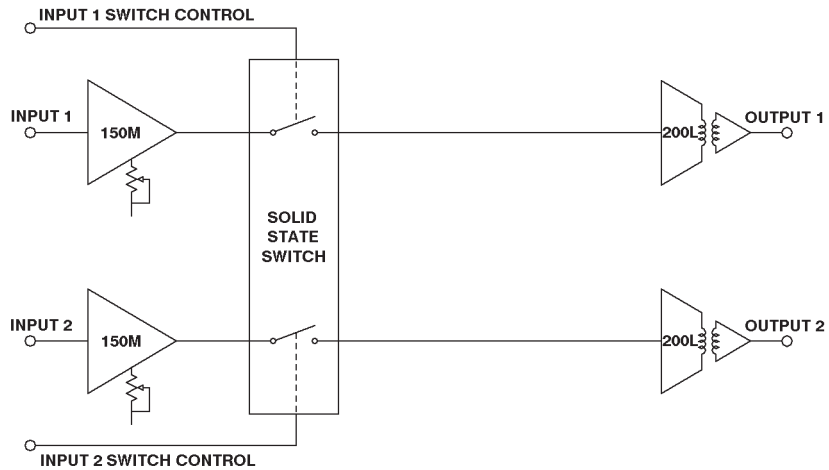 INPUT 1 SWITCH CONTROL
INPUT 1
150M
200L
OUTPUT 1
SOLID
STATE
SWITCH
INPUT 2
150M
200L
OUTPUT 2
INPUT 2 SWITCH CONTROL